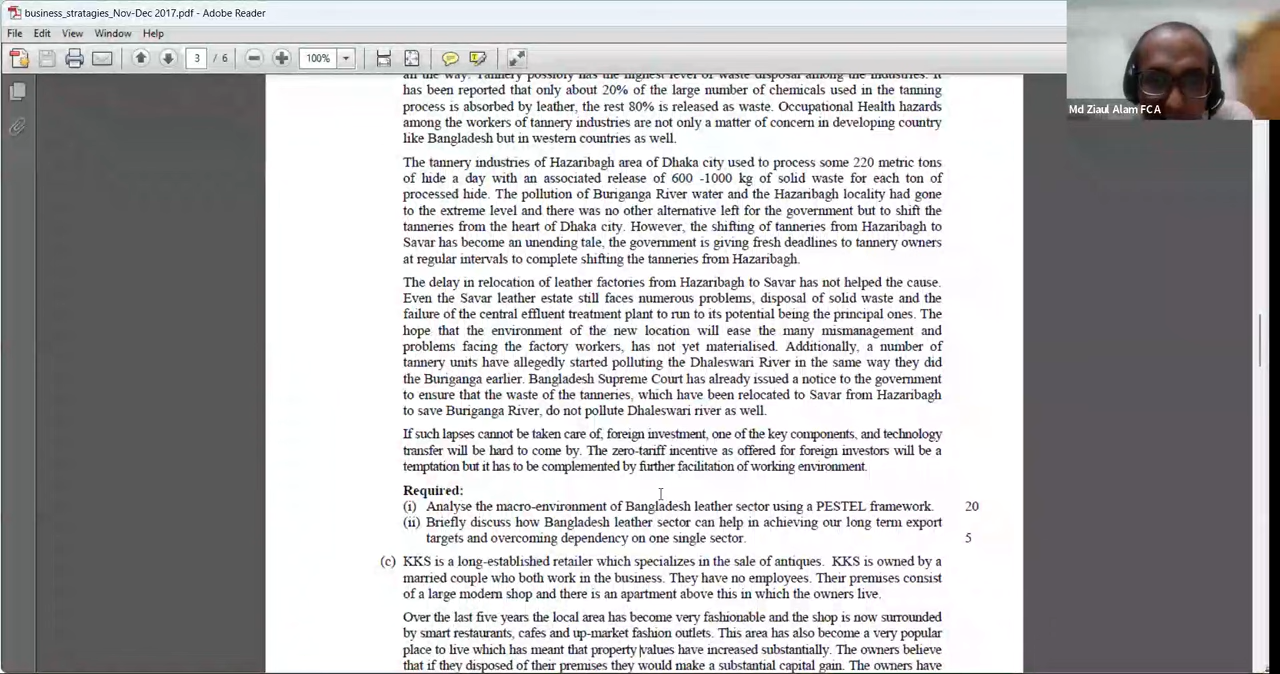 business_stratagies_Nov-Dec 2017.pdf - Adobe Reader
File Edit View Window Help
3 / 6 100%
Md Ziaul Alam FCA
all the way. Tannery possibly has the highest level of waste disposal among the industries. It
has been reported that only about 20% of the large number of chemicals used in the tanning
process is absorbed by leather, the rest 80% is released as waste. Occupational Health hazards
among the workers of tannery industries are not only a matter of concern in developing country
like Bangladesh but in western countries as well.
The tannery industries of Hazaribagh area of Dhaka city used to process some 220 metric tons
of hide a day with an associated release of 600 -1000 kg of solid waste for each ton of
processed hide. The pollution of Buriganga River water and the Hazaribagh locality had gone
to the extreme level and there was no other alternative left for the government but to shift the
tanneries from the heart of Dhaka city. However, the shifting of tanneries from Hazaribagh to
Savar has become an unending tale, the government is giving fresh deadlines to tannery owners
at regular intervals to complete shifting the tanneries from Hazaribagh.
The delay in relocation of leather factories from Hazaribagh to Savar has not helped the cause.
Even the Savar leather estate still faces numerous problems, disposal of solid waste and the
failure of the central effluent treatment plant to run to its potential being the principal ones. The
hope that the environment of the new location will ease the many mismanagement and
problems facing the factory workers, has not yet materialised. Additionally, a number of
tannery units have allegedly started polluting the Dhaleswari River in the same way they did
the Buriganga earlier. Bangladesh Supreme Court has already issued a notice to the government
to ensure that the waste of the tanneries, which have been relocated to Savar from Hazaribagh
to save Buriganga River, do not pollute Dhaleswari river as well.
If such lapses cannot be taken care of, foreign investment, one of the key components, and technology
transfer will be hard to come by. The zero-tariff incentive as offered for foreign investors will be a
temptation but it has to be complemented by further facilitation of working environment.
Required:
(i) Analyse the macro-environment of Bangladesh leather sector using a PESTEL framework. 20
(ii) Briefly discuss how Bangladesh leather sector can help in achieving our long term export
targets and overcoming dependency on one single sector. 5
(c) KKS is a long-established retailer which specializes in the sale of antiques. KKS is owned by a
married couple who both work in the business. They have no employees. Their premises consist
of a large modern shop and there is an apartment above this in which the owners live.
Over the last five years the local area has become very fashionable and the shop is now surrounded
by smart restaurants, cafes and up-market fashion outlets. This area has also become a very popular
place to live which has meant that property values have increased substantially. The owners believe
that if they disposed of their premises they would make a substantial capital gain. The owners have